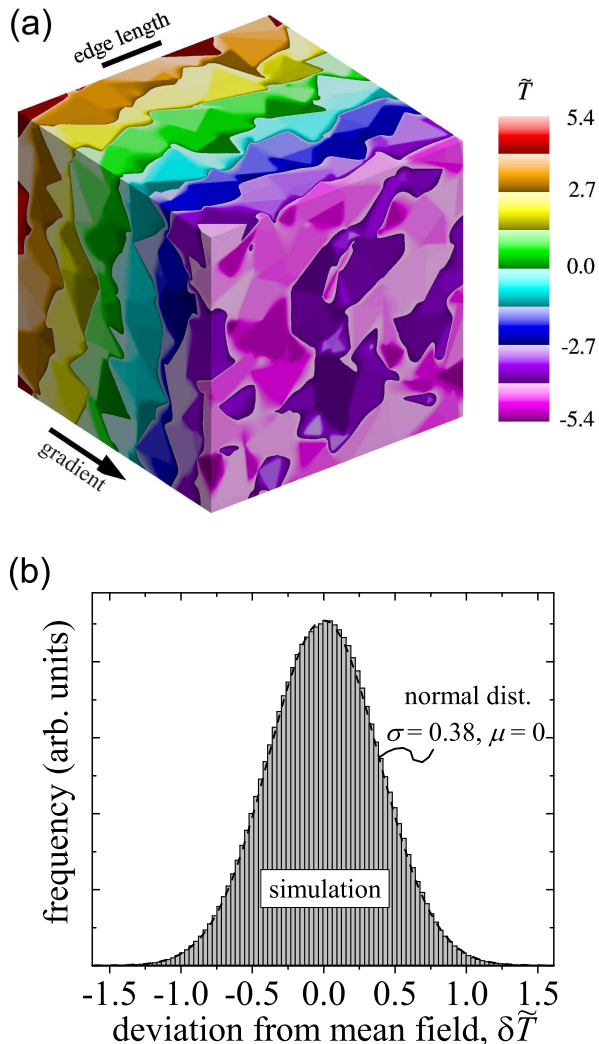 (a)
edge length
T̃
5.4
2.7
0.0
-2.7
-5.4
gradient
(b)
frequency (arb. units)
normal dist.
σ = 0.38, μ = 0
simulation
-1.5 -1.0 -0.5 0.0 0.5 1.0 1.5
deviation from mean field, δT̃